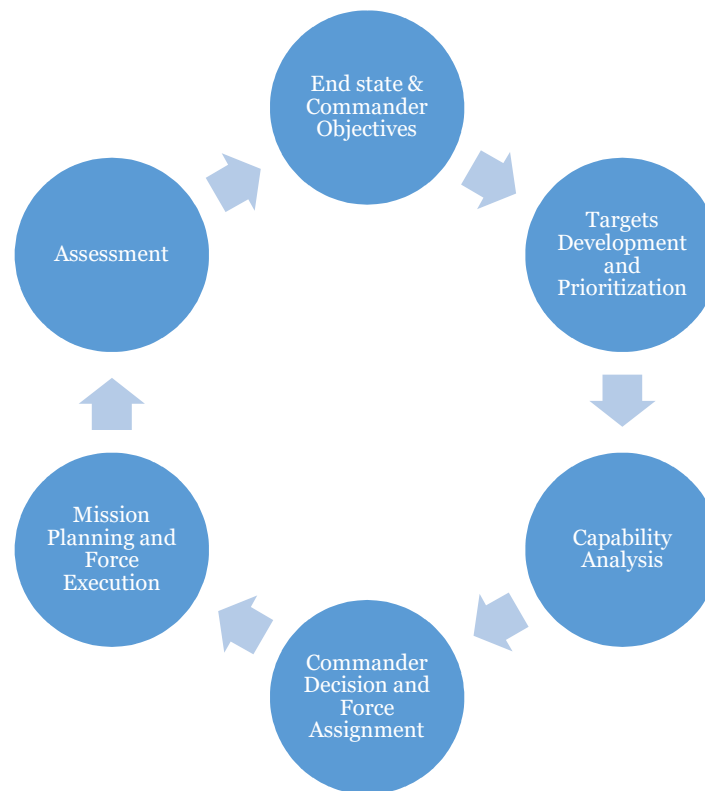 End state &
Commander
Objectives
Targets
Development
and
Prioritization
Capability
Analysis
Commander
Decision and
Force
Assignment
Mission
Planning and
Force
Execution
Assessment